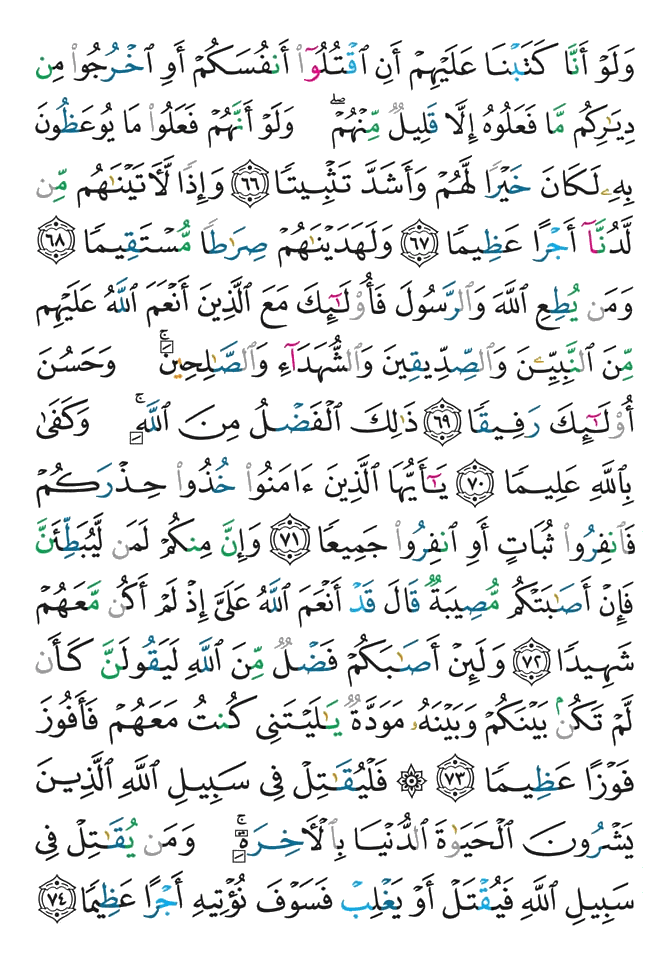 وَلَوْ أَنَّا كَتَبْنَا عَلَيْهِمْ أَنِ ٱقْتُلُوٓا۟ أَنفُسَكُمْ أَوِ ٱخْرُجُوا۟ مِن
دِيَـٰرِكُم مَّا فَعَلُوهُ إِلَّا قَلِيلٌ مِّنْهُمْ ۖ وَلَوْ أَنَّهُمْ فَعَلُوا۟ مَا يُوعَظُونَ
بِهِۦ لَكَانَ خَيْرًا لَّهُمْ وَأَشَدَّ تَثْبِيتًا ٦٦ وَإِذًا لَّـَٔاتَيْنَـٰهُم مِّن
لَّدُنَّآ أَجْرًا عَظِيمًا ٦٧ وَلَهَدَيْنَـٰهُمْ صِرَٰطًا مُّسْتَقِيمًا ٦٨
وَمَن يُطِعِ ٱللَّهَ وَٱلرَّسُولَ فَأُو۟لَـٰٓئِكَ مَعَ ٱلَّذِينَ أَنْعَمَ ٱللَّهُ عَلَيْهِم
مِّنَ ٱلنَّبِيِّـۧنَ وَٱلصِّدِّيقِينَ وَٱلشُّهَدَآءِ وَٱلصَّـٰلِحِينَ ۚ وَحَسُنَ
أُو۟لَـٰٓئِكَ رَفِيقًا ٦٩ ذَٰلِكَ ٱلْفَضْلُ مِنَ ٱللَّهِ ۚ وَكَفَىٰ
بِٱللَّهِ عَلِيمًا ٧٠ يَـٰٓأَيُّهَا ٱلَّذِينَ ءَامَنُوا۟ خُذُوا۟ حِذْرَكُمْ
فَٱنفِرُوا۟ ثُبَاتٍ أَوِ ٱنفِرُوا۟ جَمِيعًا ٧١ وَإِنَّ مِنكُمْ لَمَن لَّيُبَطِّئَنَّ
فَإِنْ أَصَـٰبَتْكُم مُّصِيبَةٌ قَالَ قَدْ أَنْعَمَ ٱللَّهُ عَلَىَّ إِذْ لَمْ أَكُن مَّعَهُمْ
شَهِيدًا ٧٢ وَلَئِنْ أَصَـٰبَكُمْ فَضْلٌ مِّنَ ٱللَّهِ لَيَقُولَنَّ كَأَن
لَّمْ تَكُنۢ بَيْنَكُمْ وَبَيْنَهُۥ مَوَدَّةٌ يَـٰلَيْتَنِى كُنتُ مَعَهُمْ فَأَفُوزَ
فَوْزًا عَظِيمًا ٧٣ ۞ فَلْيُقَـٰتِلْ فِى سَبِيلِ ٱللَّهِ ٱلَّذِينَ
يَشْرُونَ ٱلْحَيَوٰةَ ٱلدُّنْيَا بِٱلْـَٔاخِرَةِ ۚ وَمَن يُقَـٰتِلْ فِى
سَبِيلِ ٱللَّهِ فَيُقْتَلْ أَوْ يَغْلِبْ فَسَوْفَ نُؤْتِيهِ أَجْرًا عَظِيمًا ٧٤